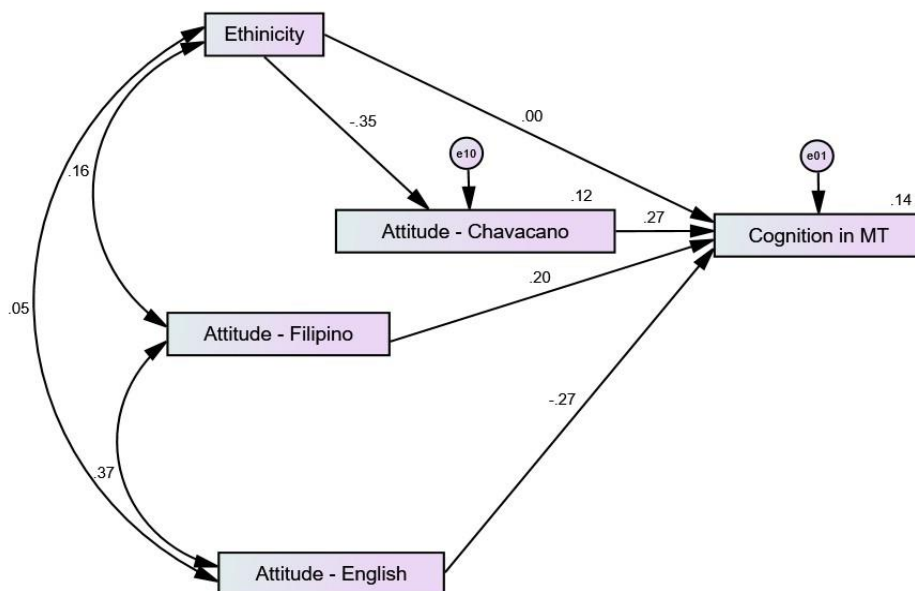 Ethinicity
.00
-.35
e10
e01
.16
.12
.14
Attitude - Chavacano
.27
Cognition in MT
.20
.05
Attitude - Filipino
-.27
.37
Attitude - English